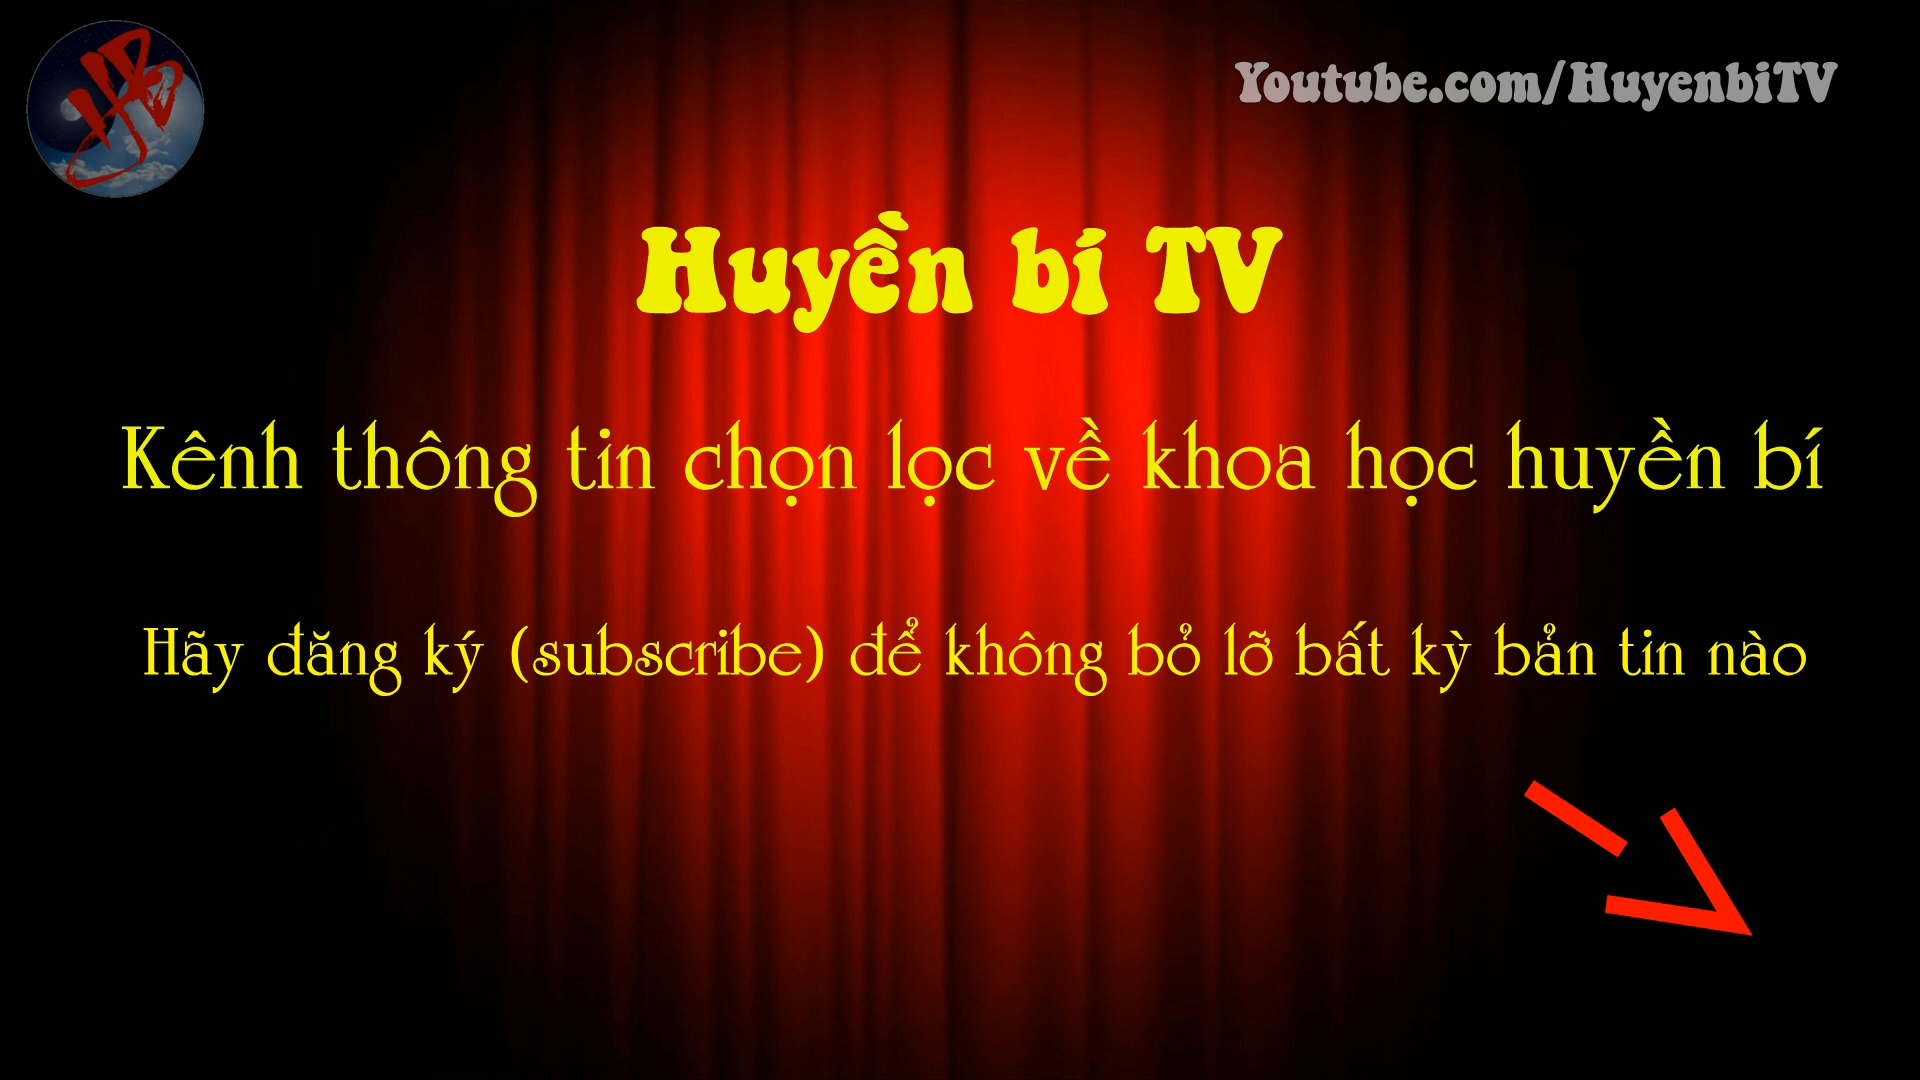 HB
Youtube.com/HuyenbiTV
Huyền bí TV
Kênh thông tin chọn lọc về khoa học huyền bí
Hãy đăng ký (subscribe) để không bỏ lỡ bất kỳ bản tin nào